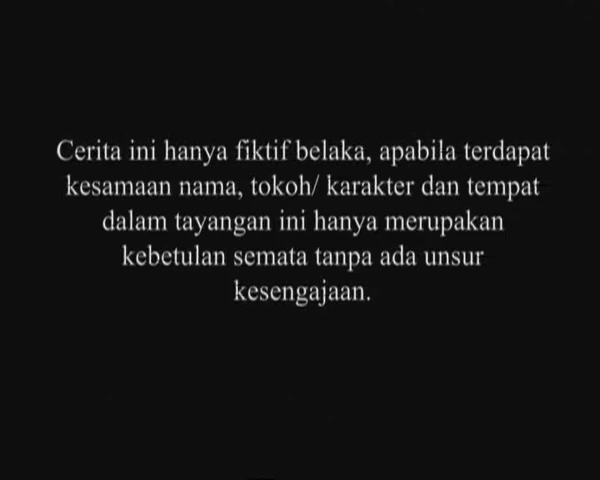 Cerita ini hanya fiktif belaka, apabila terdapat
kesamaan nama, tokoh/ karakter dan tempat
dalam tayangan ini hanya merupakan
kebetulan semata tanpa ada unsur
kesengajaan.